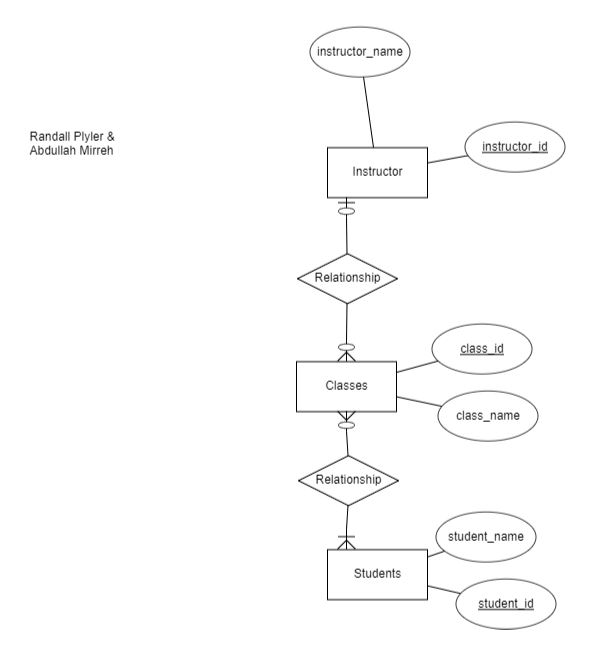 instructor_name
Randall Plyler &
Abdullah Mirreh
instructor_id
Instructor
Relationship
class_id
Classes
class_name
Relationship
student_name
Students
student_id